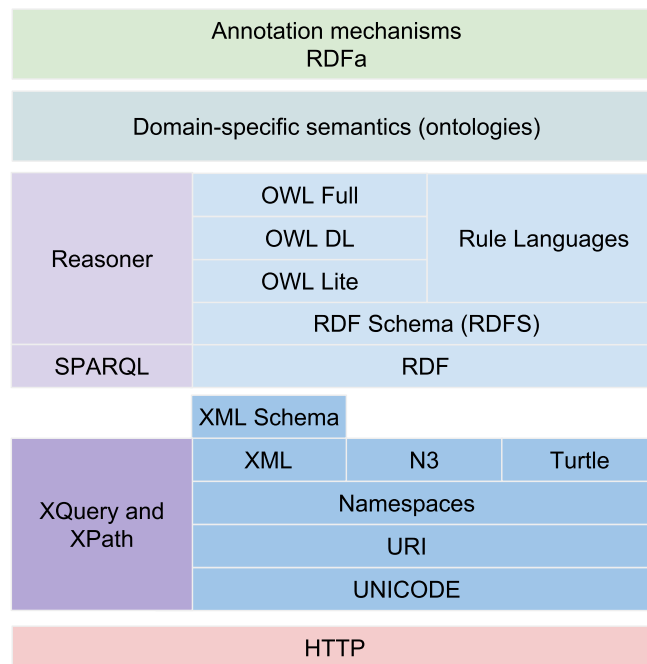 Annotation mechanisms
RDFa
Domain-specific semantics (ontologies)
Reasoner
OWL Full
OWL DL
OWL Lite
Rule Languages
RDF Schema (RDFS)
SPARQL
RDF
XML Schema
XQuery and
XPath
XML
N3
Turtle
Namespaces
URI
UNICODE
HTTP